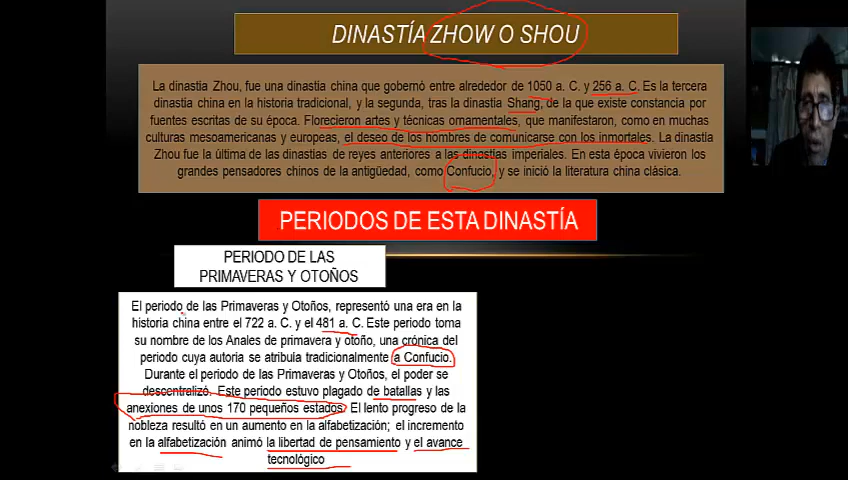 DINASTÍA ZHOW O SHOU
La dinastía Zhou, fue una dinastía china que gobernó entre alrededor de 1050 a. C. y 256 a. C. Es la tercera
dinastía china en la historia tradicional, y la segunda, tras la dinastía Shang, de la que existe constancia por
fuentes escritas de su época. Florecieron artes y técnicas ornamentales, que manifestaron, como en muchas
culturas mesoamericanas y europeas, el deseo de los hombres de comunicarse con los inmortales. La dinastía
Zhou fue la última de las dinastías de reyes anteriores a las dinastías imperiales. En esta época vivieron los
grandes pensadores chinos de la antigüedad, como Confucio, y se inició la literatura china clásica.
PERIODOS DE ESTA DINASTÍA
PERIODO DE LAS
PRIMAVERAS Y OTOÑOS
El periodo de las Primaveras y Otoños, representó una era en la
historia china entre el 722 a. C. y el 481 a. C. Este periodo toma
su nombre de los Anales de primavera y otoño, una crónica del
periodo cuya autoria se atribuía tradicionalmente a Confucio.
Durante el periodo de las Primaveras y Otoños, el poder se
descentralizó. Este periodo estuvo plagado de batallas y las
anexiones de unos 170 pequeños estados. El lento progreso de la
nobleza resultó en un aumento en la alfabetización; el incremento
en la alfabetización animó la libertad de pensamiento y el avance
tecnológico